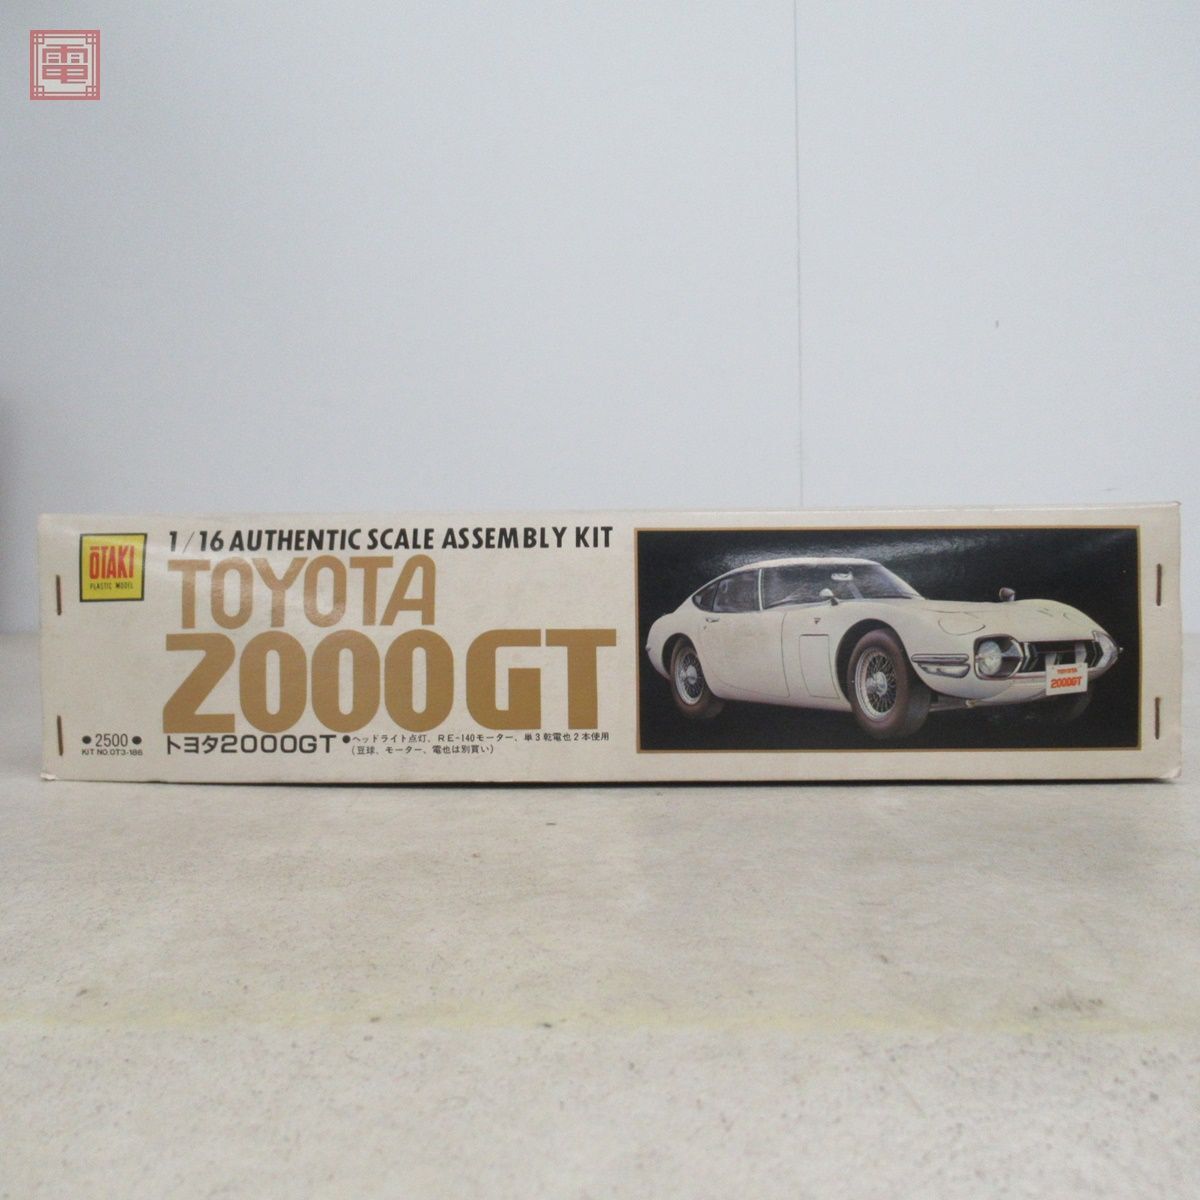 電
ŌTAKI
PLASTIC MODEL
1/16 AUTHENTIC SCALE ASSEMBLY KIT
TOYOTA
2000GT
●2500●
KIT NO.OT3-186
トヨタ2000GT
●ヘッドライト点灯、RE-140モーター、単3乾電池2本使用
(豆球、モーター、電池は別買い)
TOYOTA
2000GT